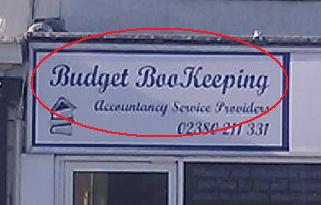 Budget BooKeeping
Accountancy Service Providers
02380 211 331